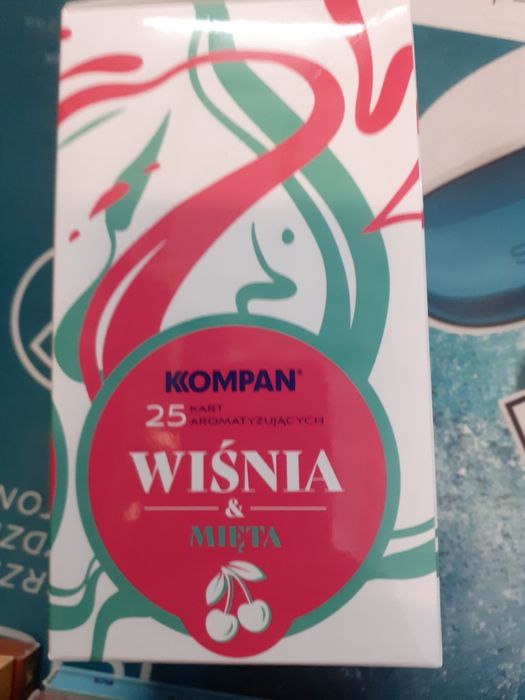 KOMPAN®
25 KART
AROMATYZUJĄCYCH
WIŚNIA
&
MIĘTA